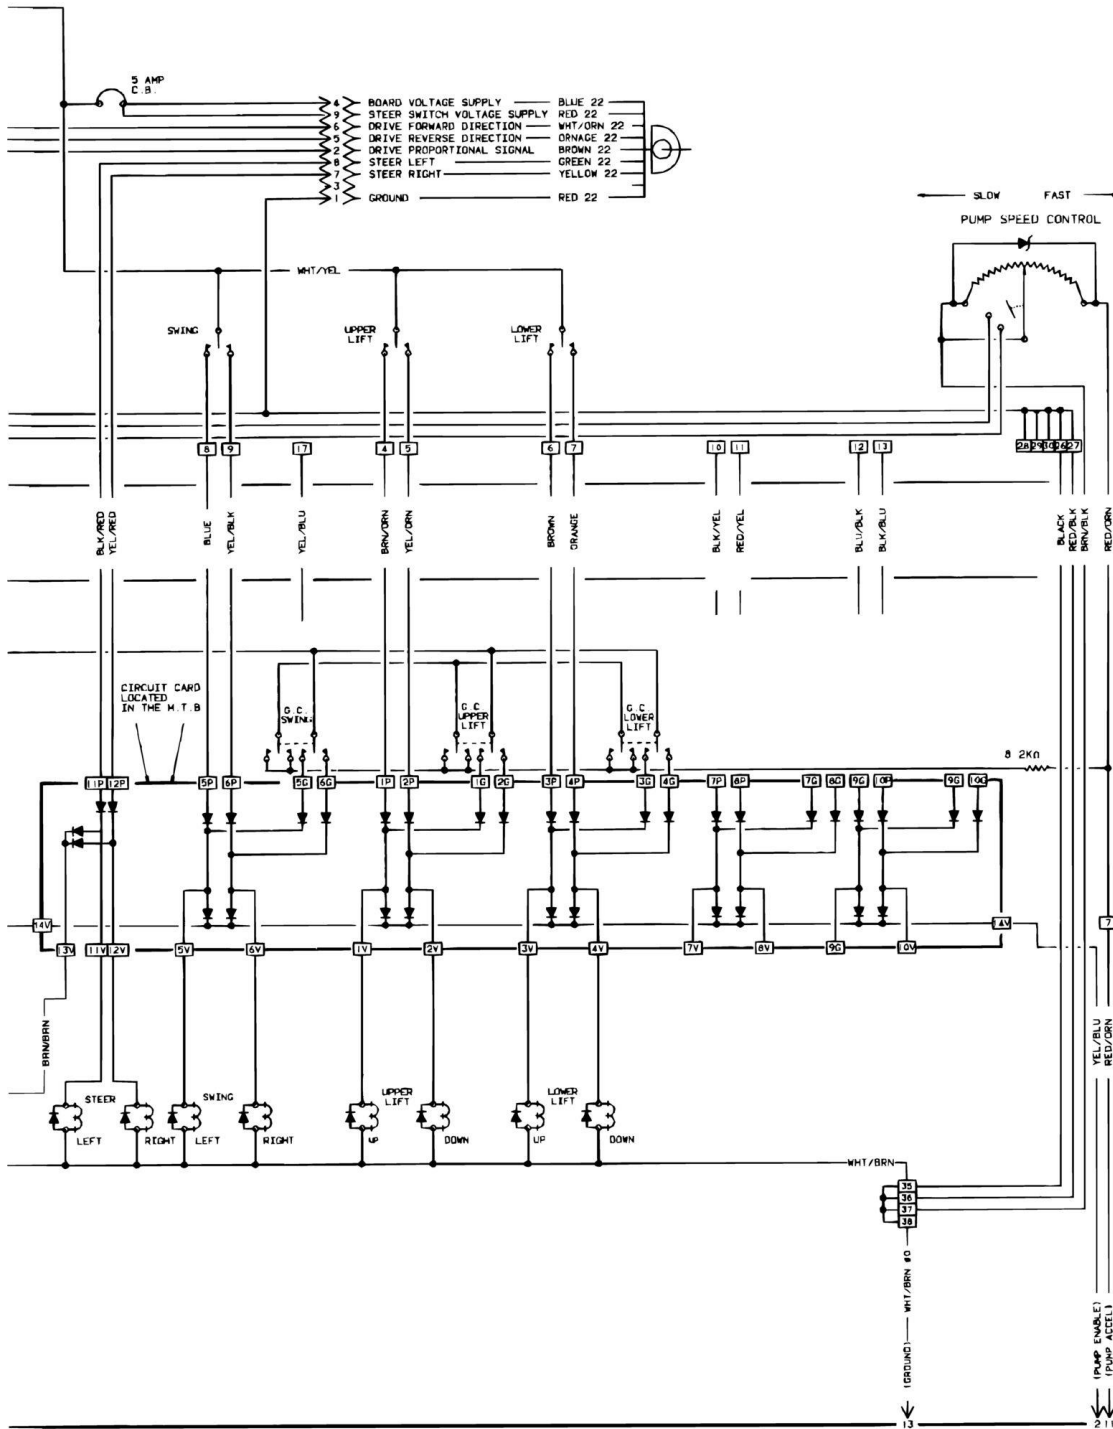 5 AMP
C.B.
4 BOARD VOLTAGE SUPPLY BLUE 22
9 STEER SWITCH VOLTAGE SUPPLY RED 22
6 DRIVE FORWARD DIRECTION WHT/ORN 22
5 DRIVE REVERSE DIRECTION ORNAGE 22
2 DRIVE PROPORTIONAL SIGNAL BROWN 22
8 STEER LEFT GREEN 22
7 STEER RIGHT YELLOW 22
3
1 GROUND RED 22
SLOW FAST
PUMP SPEED CONTROL
WHT/YEL
SWING
UPPER
LIFT
LOWER
LIFT
8 9 17 4 5 6 7 10 11 12 13 28 29 30 26 27
BLK/RED
YEL/RED
BLUE
YEL/BLK
YEL/BLU
BRN/ORN
YEL/ORN
BROWN
ORANGE
BLK/YEL
RED/YEL
BLU/BLK
BLK/BLU
BLACK
RED/BLK
BRN/BLK
RED/ORN
CIRCUIT CARD
LOCATED
IN THE M.T.B
G.C.
SWING
G.C.
UPPER
LIFT
G.C.
LOWER
LIFT
8 2KΩ
11P 12P 5P 6P 5G 6G 1P 2P 1G 2G 3P 4P 3G 4G 7P 8P 7G 8G 9G 10P 9G 10G
14V 14V 7
13V 11V 12V 5V 6V 1V 2V 3V 4V 7V 8V 9G 10V
BRN/BRN
YEL/BLU
RED/ORN
STEER
LEFT RIGHT
SWING
LEFT RIGHT
UPPER
LIFT
UP DOWN
LOWER
LIFT
UP DOWN
WHT/BRN
35
36
37
38
(GROUND) WHT/BRN #0
(PUMP ENABLE)
(PUMP ACCEL)
13 2 11